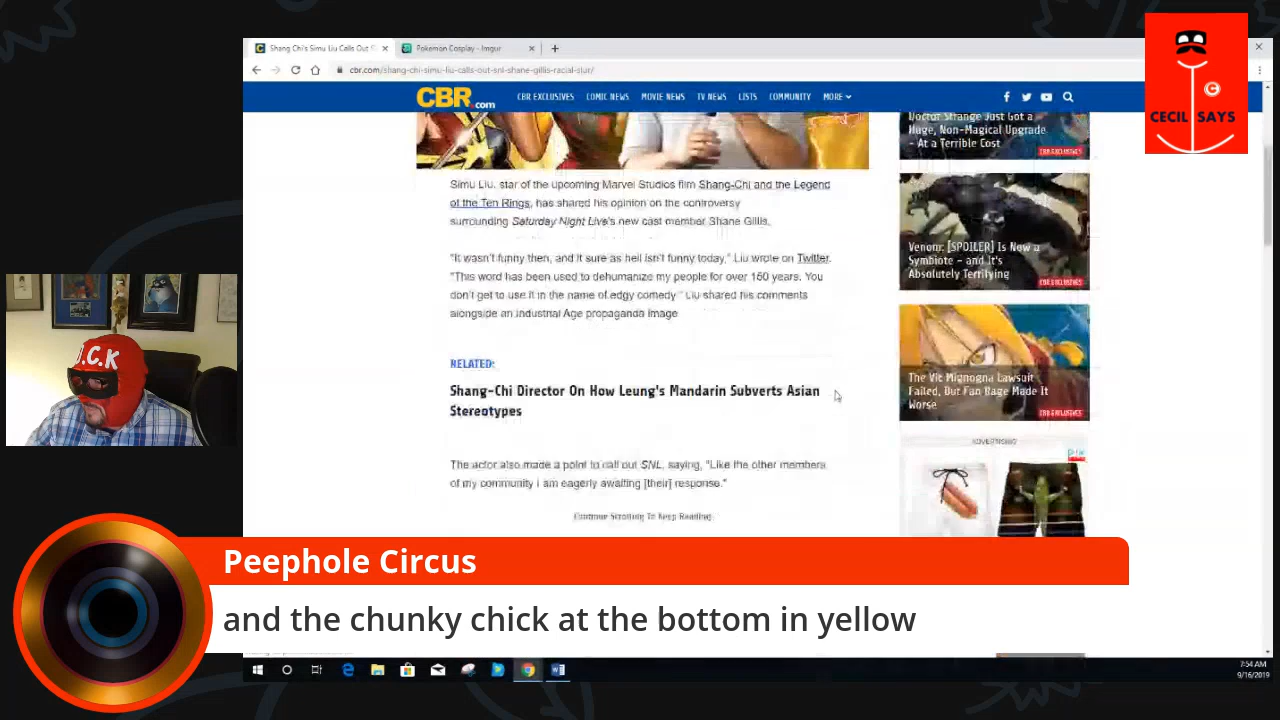 Shang Chi's Simu Liu Calls Out S
Pokemon Cosplay - Imgur
cbr.com/shang-chi-simu-liu-calls-out-snl-shane-gillis-racial-slur/
CBR.com
CBR EXCLUSIVES
COMIC NEWS
MOVIE NEWS
TV NEWS
LISTS
COMMUNITY
MORE
CECIL SAYS
C
Doctor Strange Just Got a
Huge, Non-Magical Upgrade
- At a Terrible Cost
CBR EXCLUSIVES
Simu Liu, star of the upcoming Marvel Studios film Shang-Chi and the Legend
of the Ten Rings, has shared his opinion on the controversy
surrounding Saturday Night Live's new cast member Shane Gillis.
"It wasn't funny then, and it sure as hell isn't funny today," Liu wrote on Twitter.
"This word has been used to dehumanize my people for over 150 years. You
don't get to use it in the name of edgy comedy" Liu shared his comments
alongside an Industrial Age propaganda image
Venom: [SPOILER] Is Now a
Symbiote - and It's
Absolutely Terrifying
CBR EXCLUSIVES
RELATED:
Shang-Chi Director On How Leung's Mandarin Subverts Asian
Stereotypes
The Vic Mignogna Lawsuit
Failed, But Fan Rage Made It
Worse
CBR EXCLUSIVES
ADVERTISING
The actor also made a point to call out SNL, saying, "Like the other members
of my community I am eagerly awaiting [their] response."
Continue Scrolling To Keep Reading
U.C.K
Peephole Circus
and the chunky chick at the bottom in yellow
7:54 AM
9/16/2019